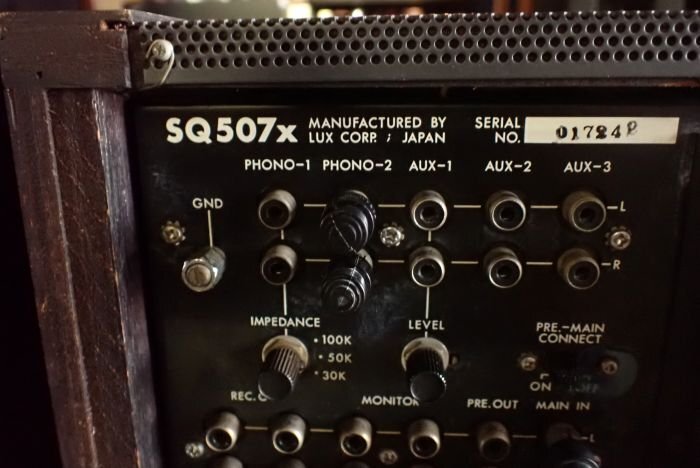 SQ507x
MANUFACTURED BY
LUX CORP. ; JAPAN
SERIAL
NO.
PHONO-1 PHONO-2 AUX-1 AUX-2 AUX-3
GND
L
R
IMPEDANCE
• 100K
• 50K
• 30K
LEVEL
PRE.-MAIN
CONNECT
ON
REC.
MONITOR
PRE.OUT
MAIN IN
L